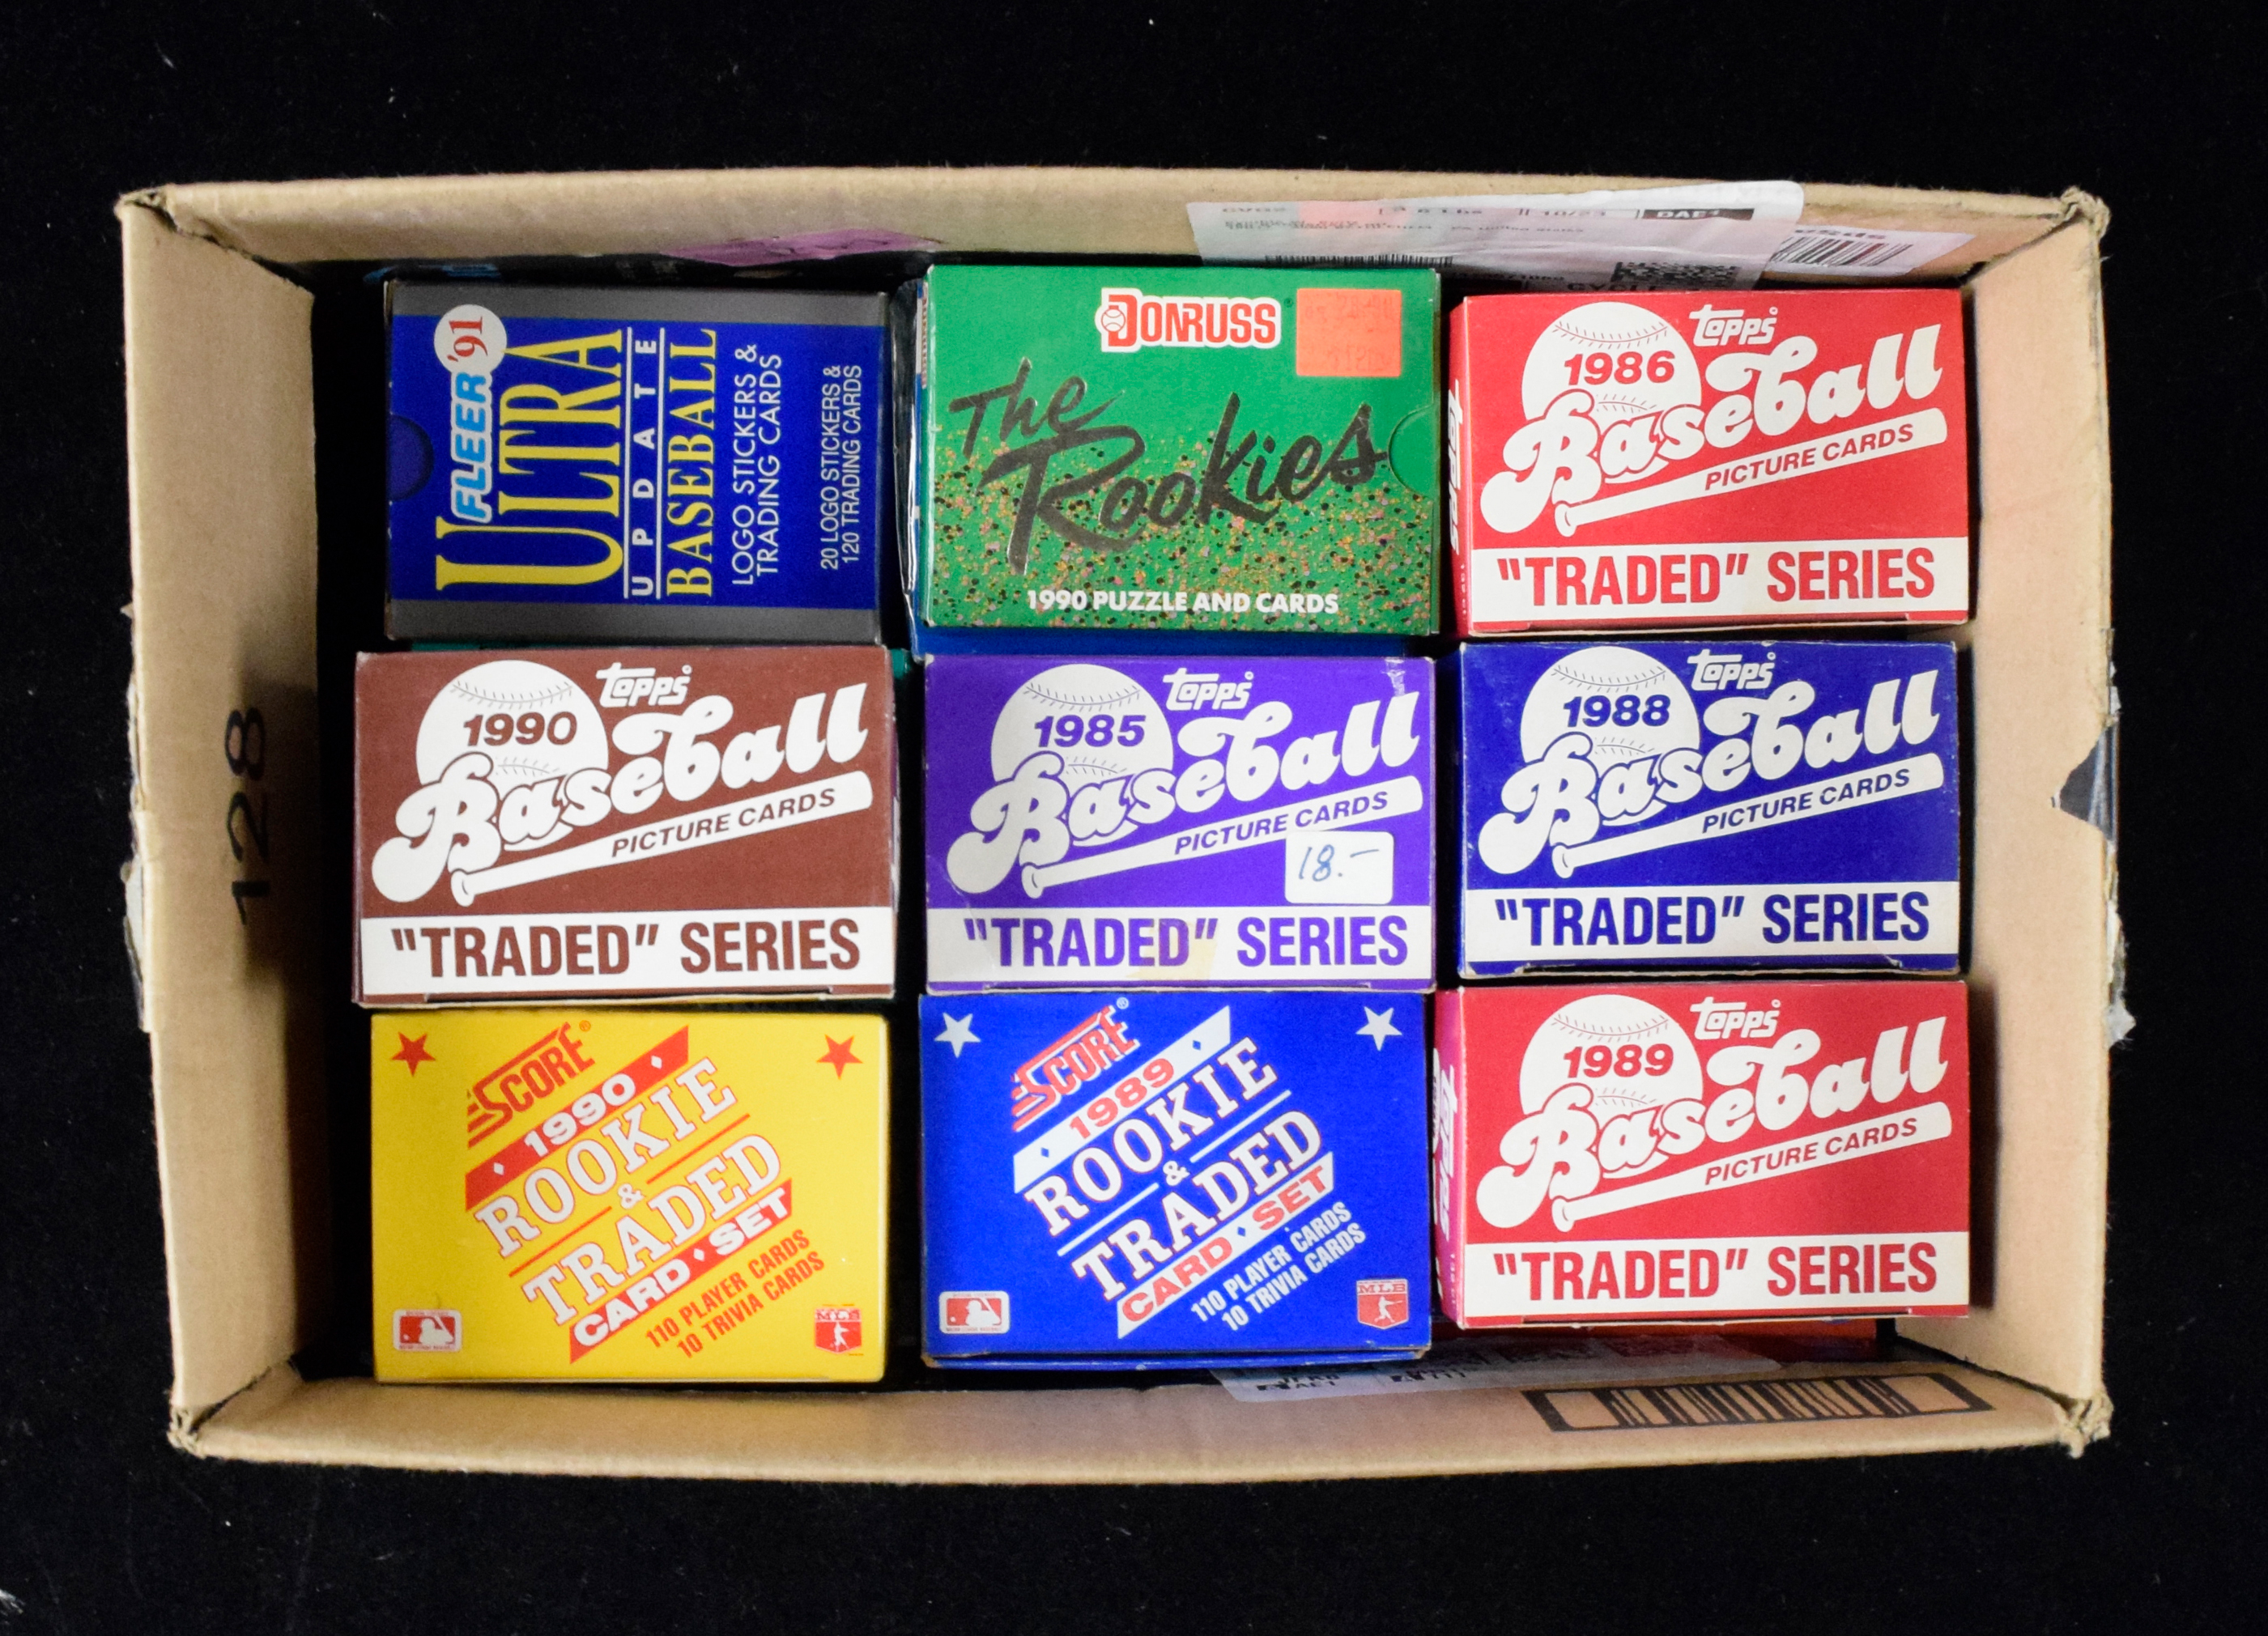 FLEER '91
ULTRA
UPDATE
BASEBALL
LOGO STICKERS &
TRADING CARDS
20 LOGO STICKERS &
120 TRADING CARDS
DONRUSS
The
Rookies
1990 PUZZLE AND CARDS
topps
1986
Baseball
PICTURE CARDS
"TRADED" SERIES
topps
1990
Baseball
PICTURE CARDS
"TRADED" SERIES
topps
1985
Baseball
PICTURE CARDS
18.-
"TRADED" SERIES
topps
1988
Baseball
PICTURE CARDS
"TRADED" SERIES
SCORE®
1990
ROOKIE
&
TRADED
CARD • SET
110 PLAYER CARDS
10 TRIVIA CARDS
MLB
SCORE®
1989
ROOKIE
&
TRADED
CARD • SET
110 PLAYER CARDS
10 TRIVIA CARDS
MLB
topps
1989
Baseball
PICTURE CARDS
"TRADED" SERIES
128